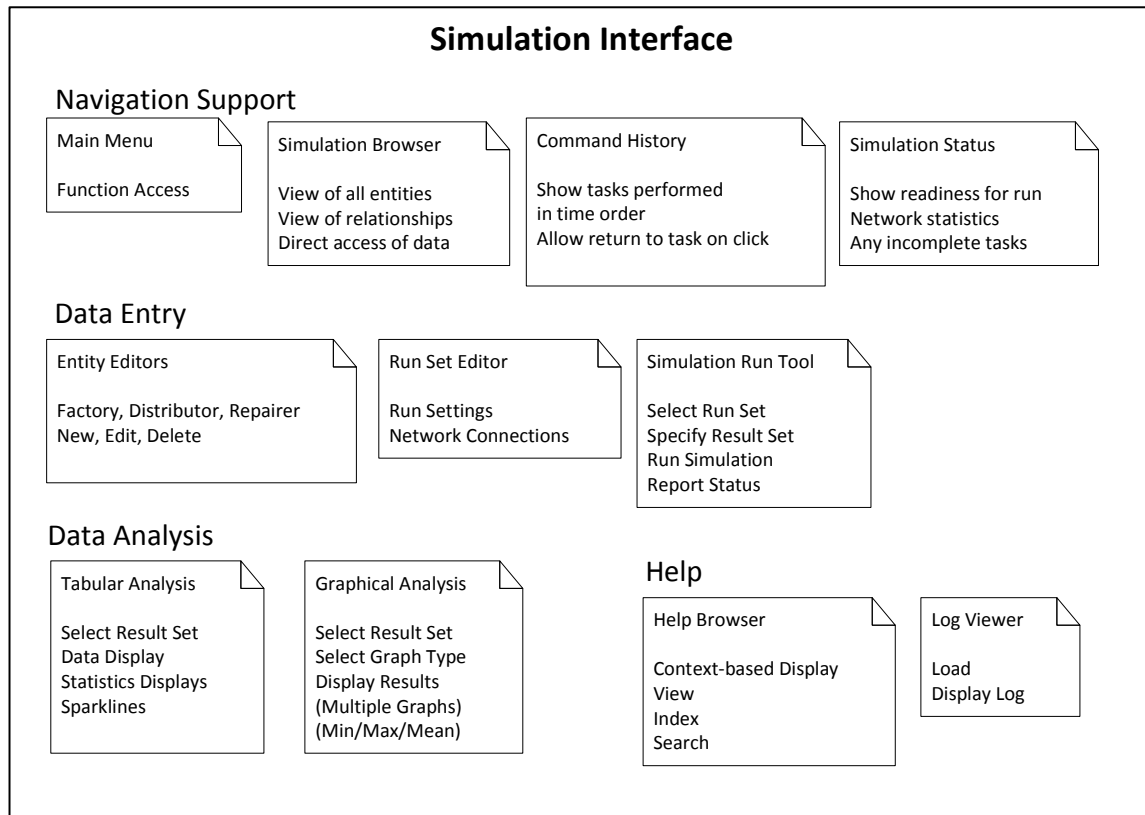 Simulation Interface
Navigation Support
Main Menu
Function Access
Simulation Browser
View of all entities
View of relationships
Direct access of data
Command History
Show tasks performed
in time order
Allow return to task on click
Simulation Status
Show readiness for run
Network statistics
Any incomplete tasks
Data Entry
Entity Editors
Factory, Distributor, Repairer
New, Edit, Delete
Run Set Editor
Run Settings
Network Connections
Simulation Run Tool
Select Run Set
Specify Result Set
Run Simulation
Report Status
Data Analysis
Tabular Analysis
Select Result Set
Data Display
Statistics Displays
Sparklines
Graphical Analysis
Select Result Set
Select Graph Type
Display Results
(Multiple Graphs)
(Min/Max/Mean)
Help
Help Browser
Context-based Display
View
Index
Search
Log Viewer
Load
Display Log